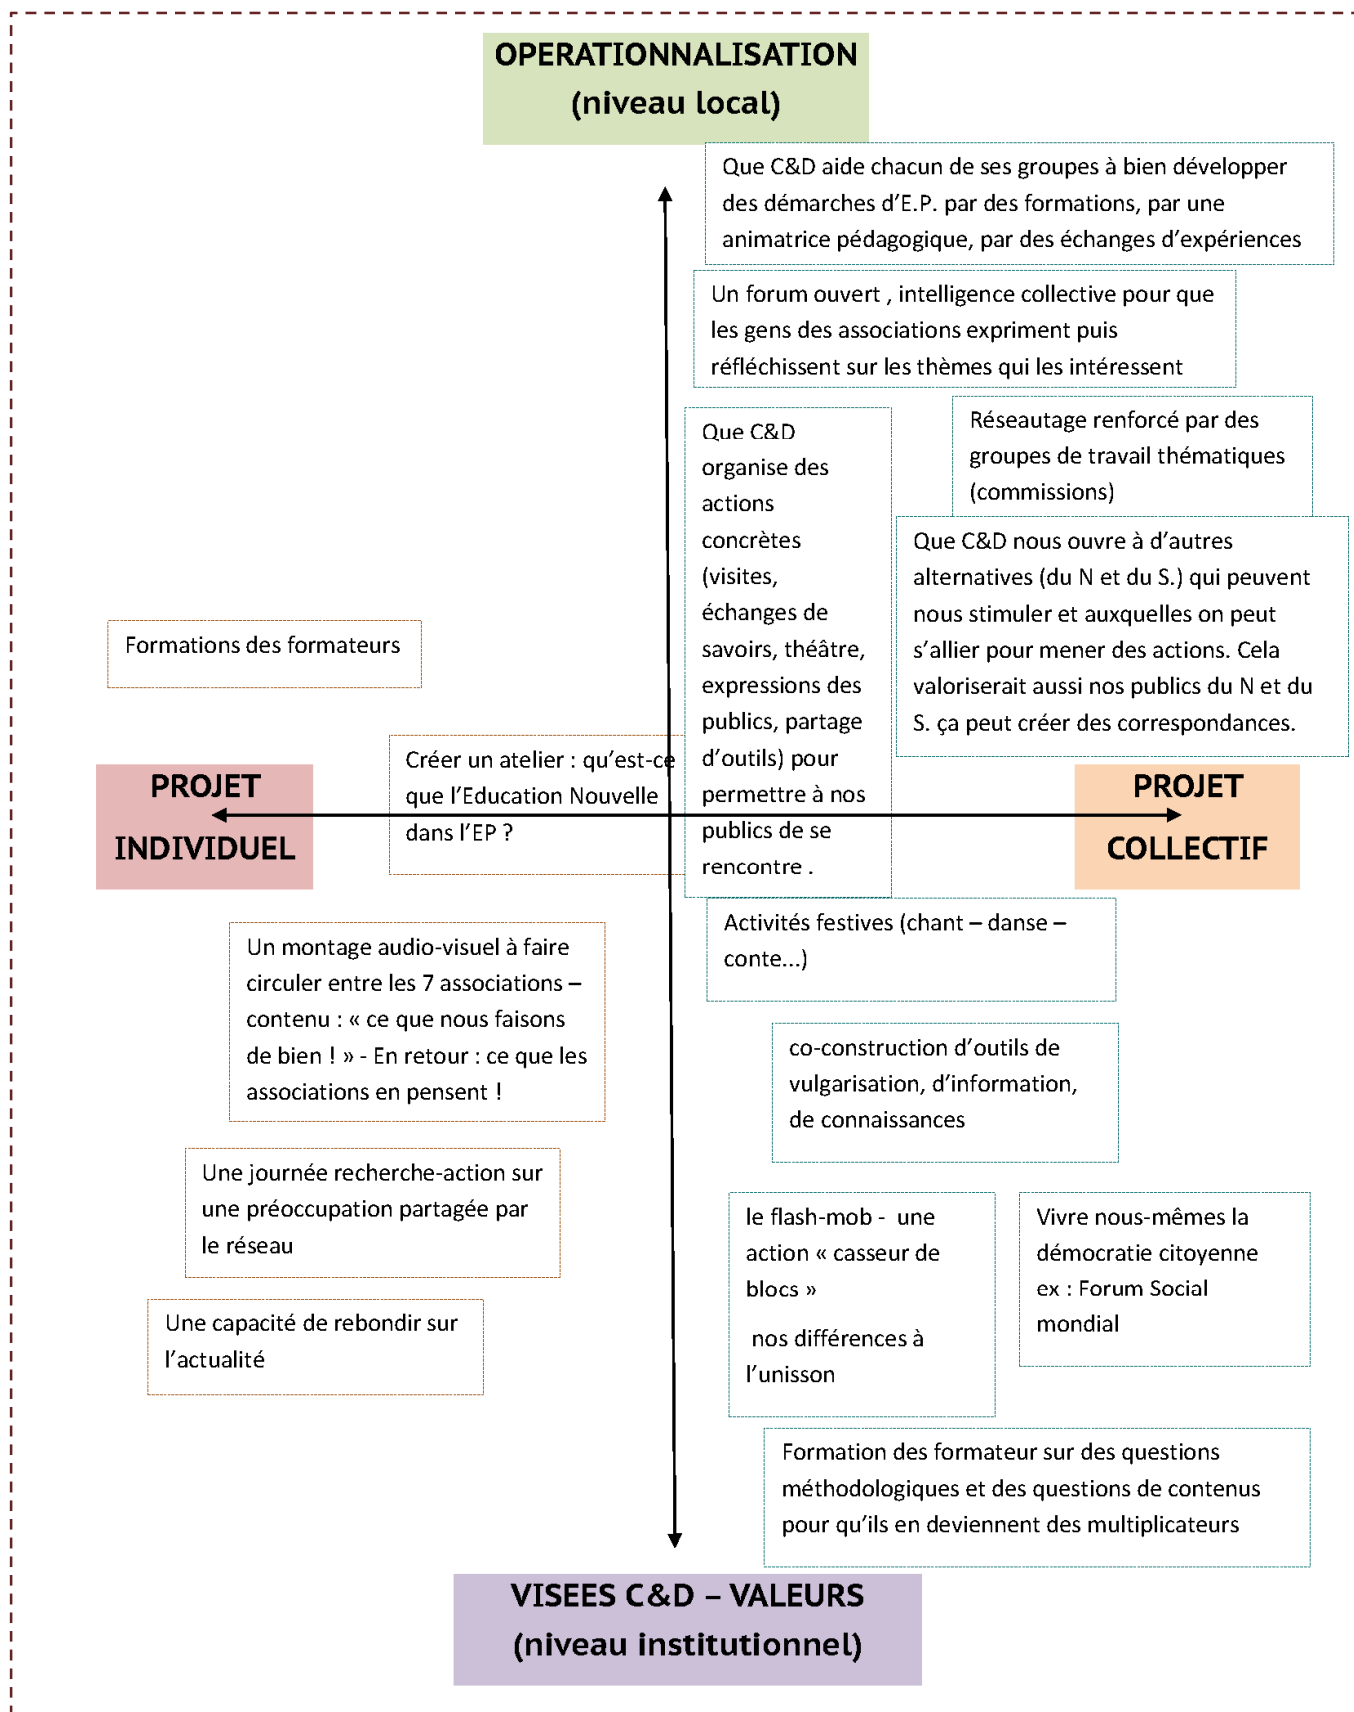 OPERATIONNALISATION
(niveau local)
Que C&D aide chacun de ses groupes à bien développer
des démarches d’E.P. par des formations, par une
animatrice pédagogique, par des échanges d’expériences
Un forum ouvert , intelligence collective pour que
les gens des associations expriment puis
réfléchissent sur les thèmes qui les intéressent
Réseautage renforcé par des
groupes de travail thématiques
(commissions)
Que C&D
organise des
actions
concrètes
(visites,
échanges de
savoirs, théâtre,
expressions des
publics, partage
d’outils) pour
permettre à nos
publics de se
rencontre .
Que C&D nous ouvre à d’autres
alternatives (du N et du S.) qui peuvent
nous stimuler et auxquelles on peut
s’allier pour mener des actions. Cela
valoriserait aussi nos publics du N et du
S. ça peut créer des correspondances.
Formations des formateurs
Créer un atelier : qu’est-ce
que l’Education Nouvelle
dans l’EP ?
PROJET
INDIVIDUEL
PROJET
COLLECTIF
Un montage audio-visuel à faire
circuler entre les 7 associations –
contenu : « ce que nous faisons
de bien ! » - En retour : ce que les
associations en pensent !
Activités festives (chant – danse –
conte...)
co-construction d’outils de
vulgarisation, d’information,
de connaissances
Une journée recherche-action sur
une préoccupation partagée par
le réseau
le flash-mob - une
action « casseur de
blocs »
nos différences à
l’unisson
Vivre nous-mêmes la
démocratie citoyenne
ex : Forum Social
mondial
Une capacité de rebondir sur
l’actualité
Formation des formateur sur des questions
méthodologiques et des questions de contenus
pour qu’ils en deviennent des multiplicateurs
VISEES C&D – VALEURS
(niveau institutionnel)